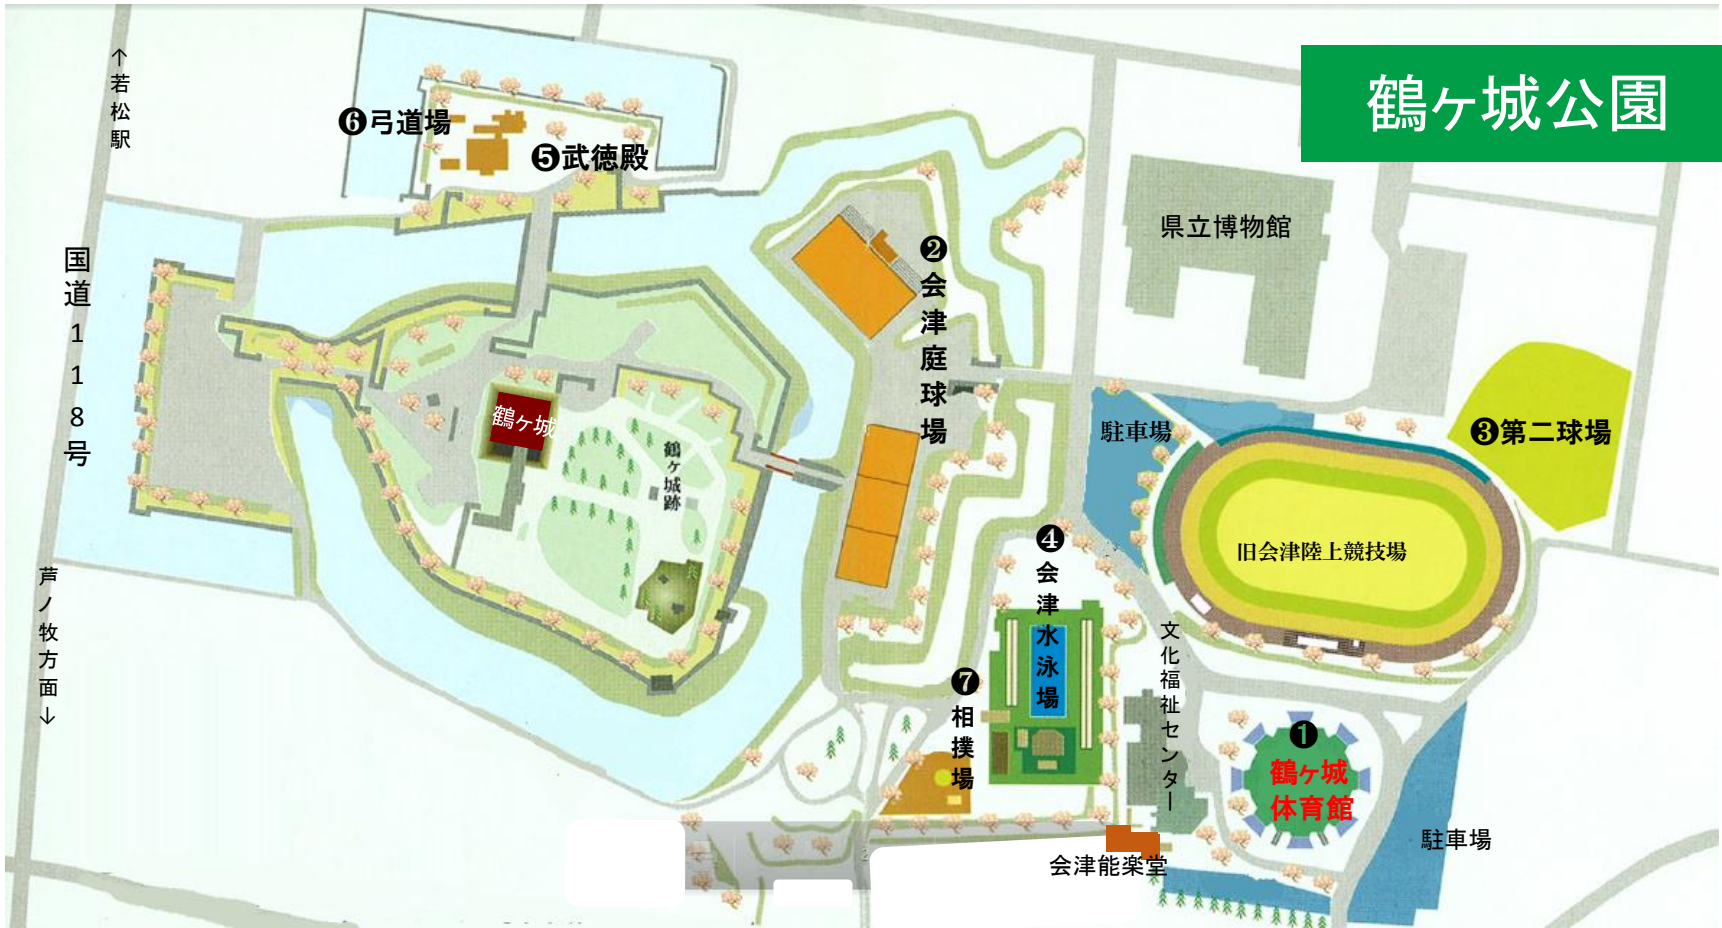 鶴ヶ城公園
↑若松駅
❻弓道場
❺武徳殿
❷会津庭球場
県立博物館
国道118号
鶴ヶ城
鶴ヶ城跡
駐車場
❸第二球場
旧会津陸上競技場
❹会津水泳場
芦ノ牧方面↓
文化福祉センター
❼相撲場
❶
鶴ヶ城
体育館
駐車場
会津能楽堂